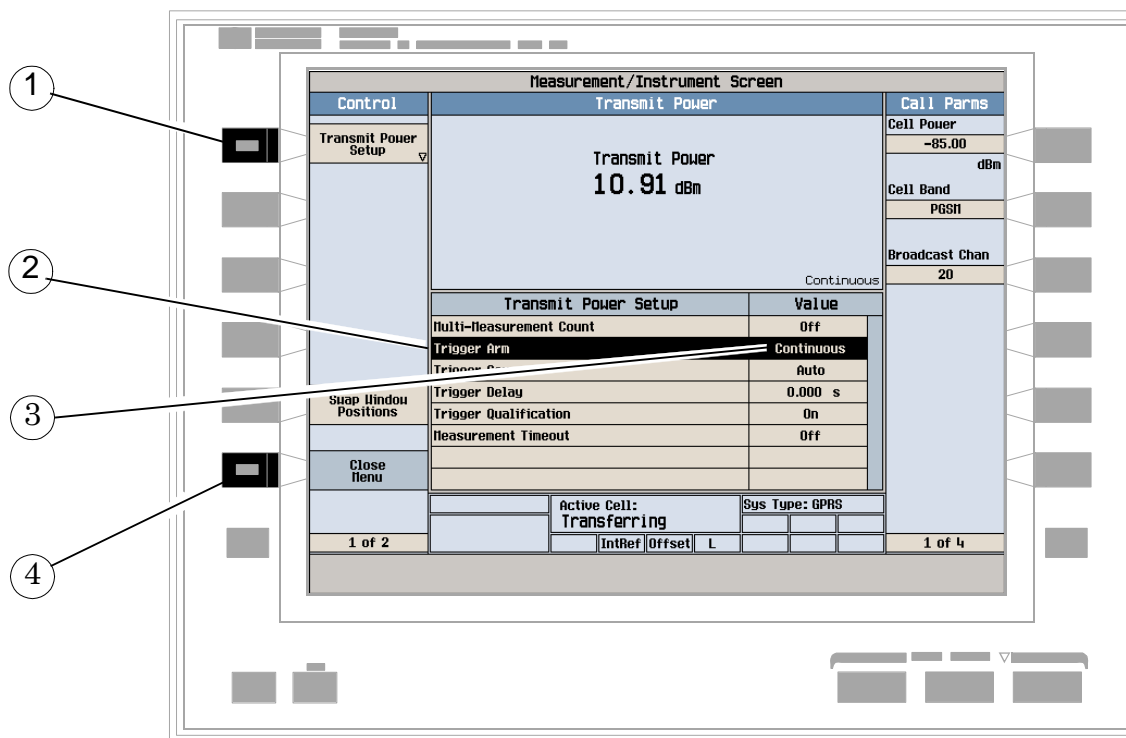 Measurement/Instrument Screen
Control
Transmit Power
Call Parms
1
Transmit Power
Setup
Transmit Power
10.91 dBm
Cell Power
-85.00
dBm
Cell Band
PGSM
Broadcast Chan
20
Continuous
2
Transmit Power Setup
Value
Multi-Measurement Count
Off
Trigger Arm
Continuous
Trigger
Auto
Trigger Delay
0.000 s
3
Swap Window
Positions
Trigger Qualification
On
Measurement Timeout
Off
Close
Menu
Active Cell:
Sys Type: GPRS
Transferring
1 of 2
IntRef
Offset
L
1 of 4
4